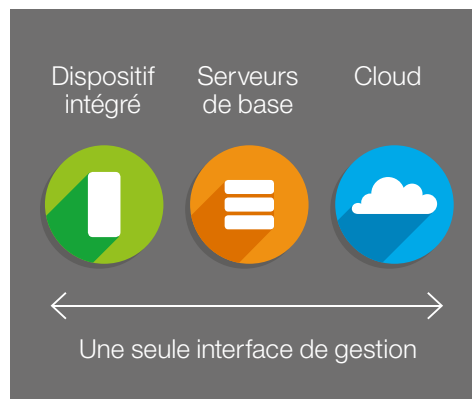 Dispositif
intégré
Serveurs
de base
Cloud
Une seule interface de gestion